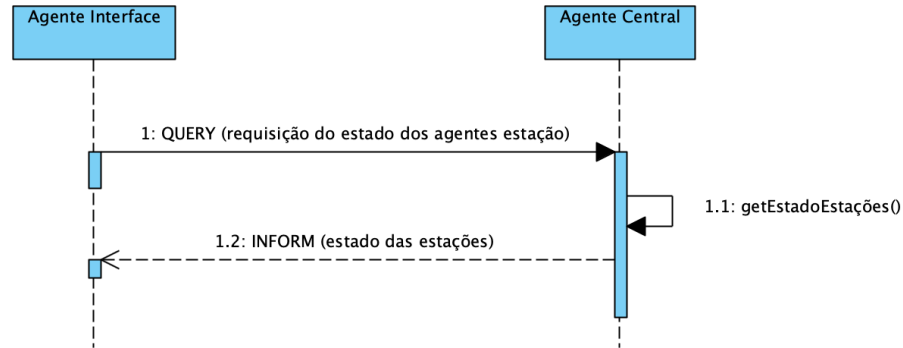 Agente Interface
Agente Central
1: QUERY (requisição do estado dos agentes estação)
1.1: getEstadoEstações()
1.2: INFORM (estado das estações)